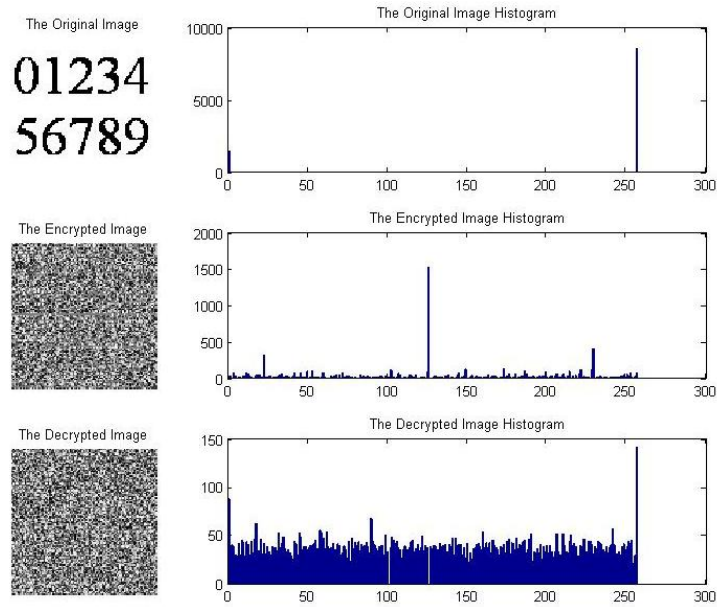 The Original Image
01234
56789
The Original Image Histogram
10000
5000
0
0 50 100 150 200 250 300
The Encrypted Image
The Encrypted Image Histogram
2000
1500
1000
500
0
0 50 100 150 200 250 300
The Decrypted Image
The Decrypted Image Histogram
150
100
50
0
0 50 100 150 200 250 300